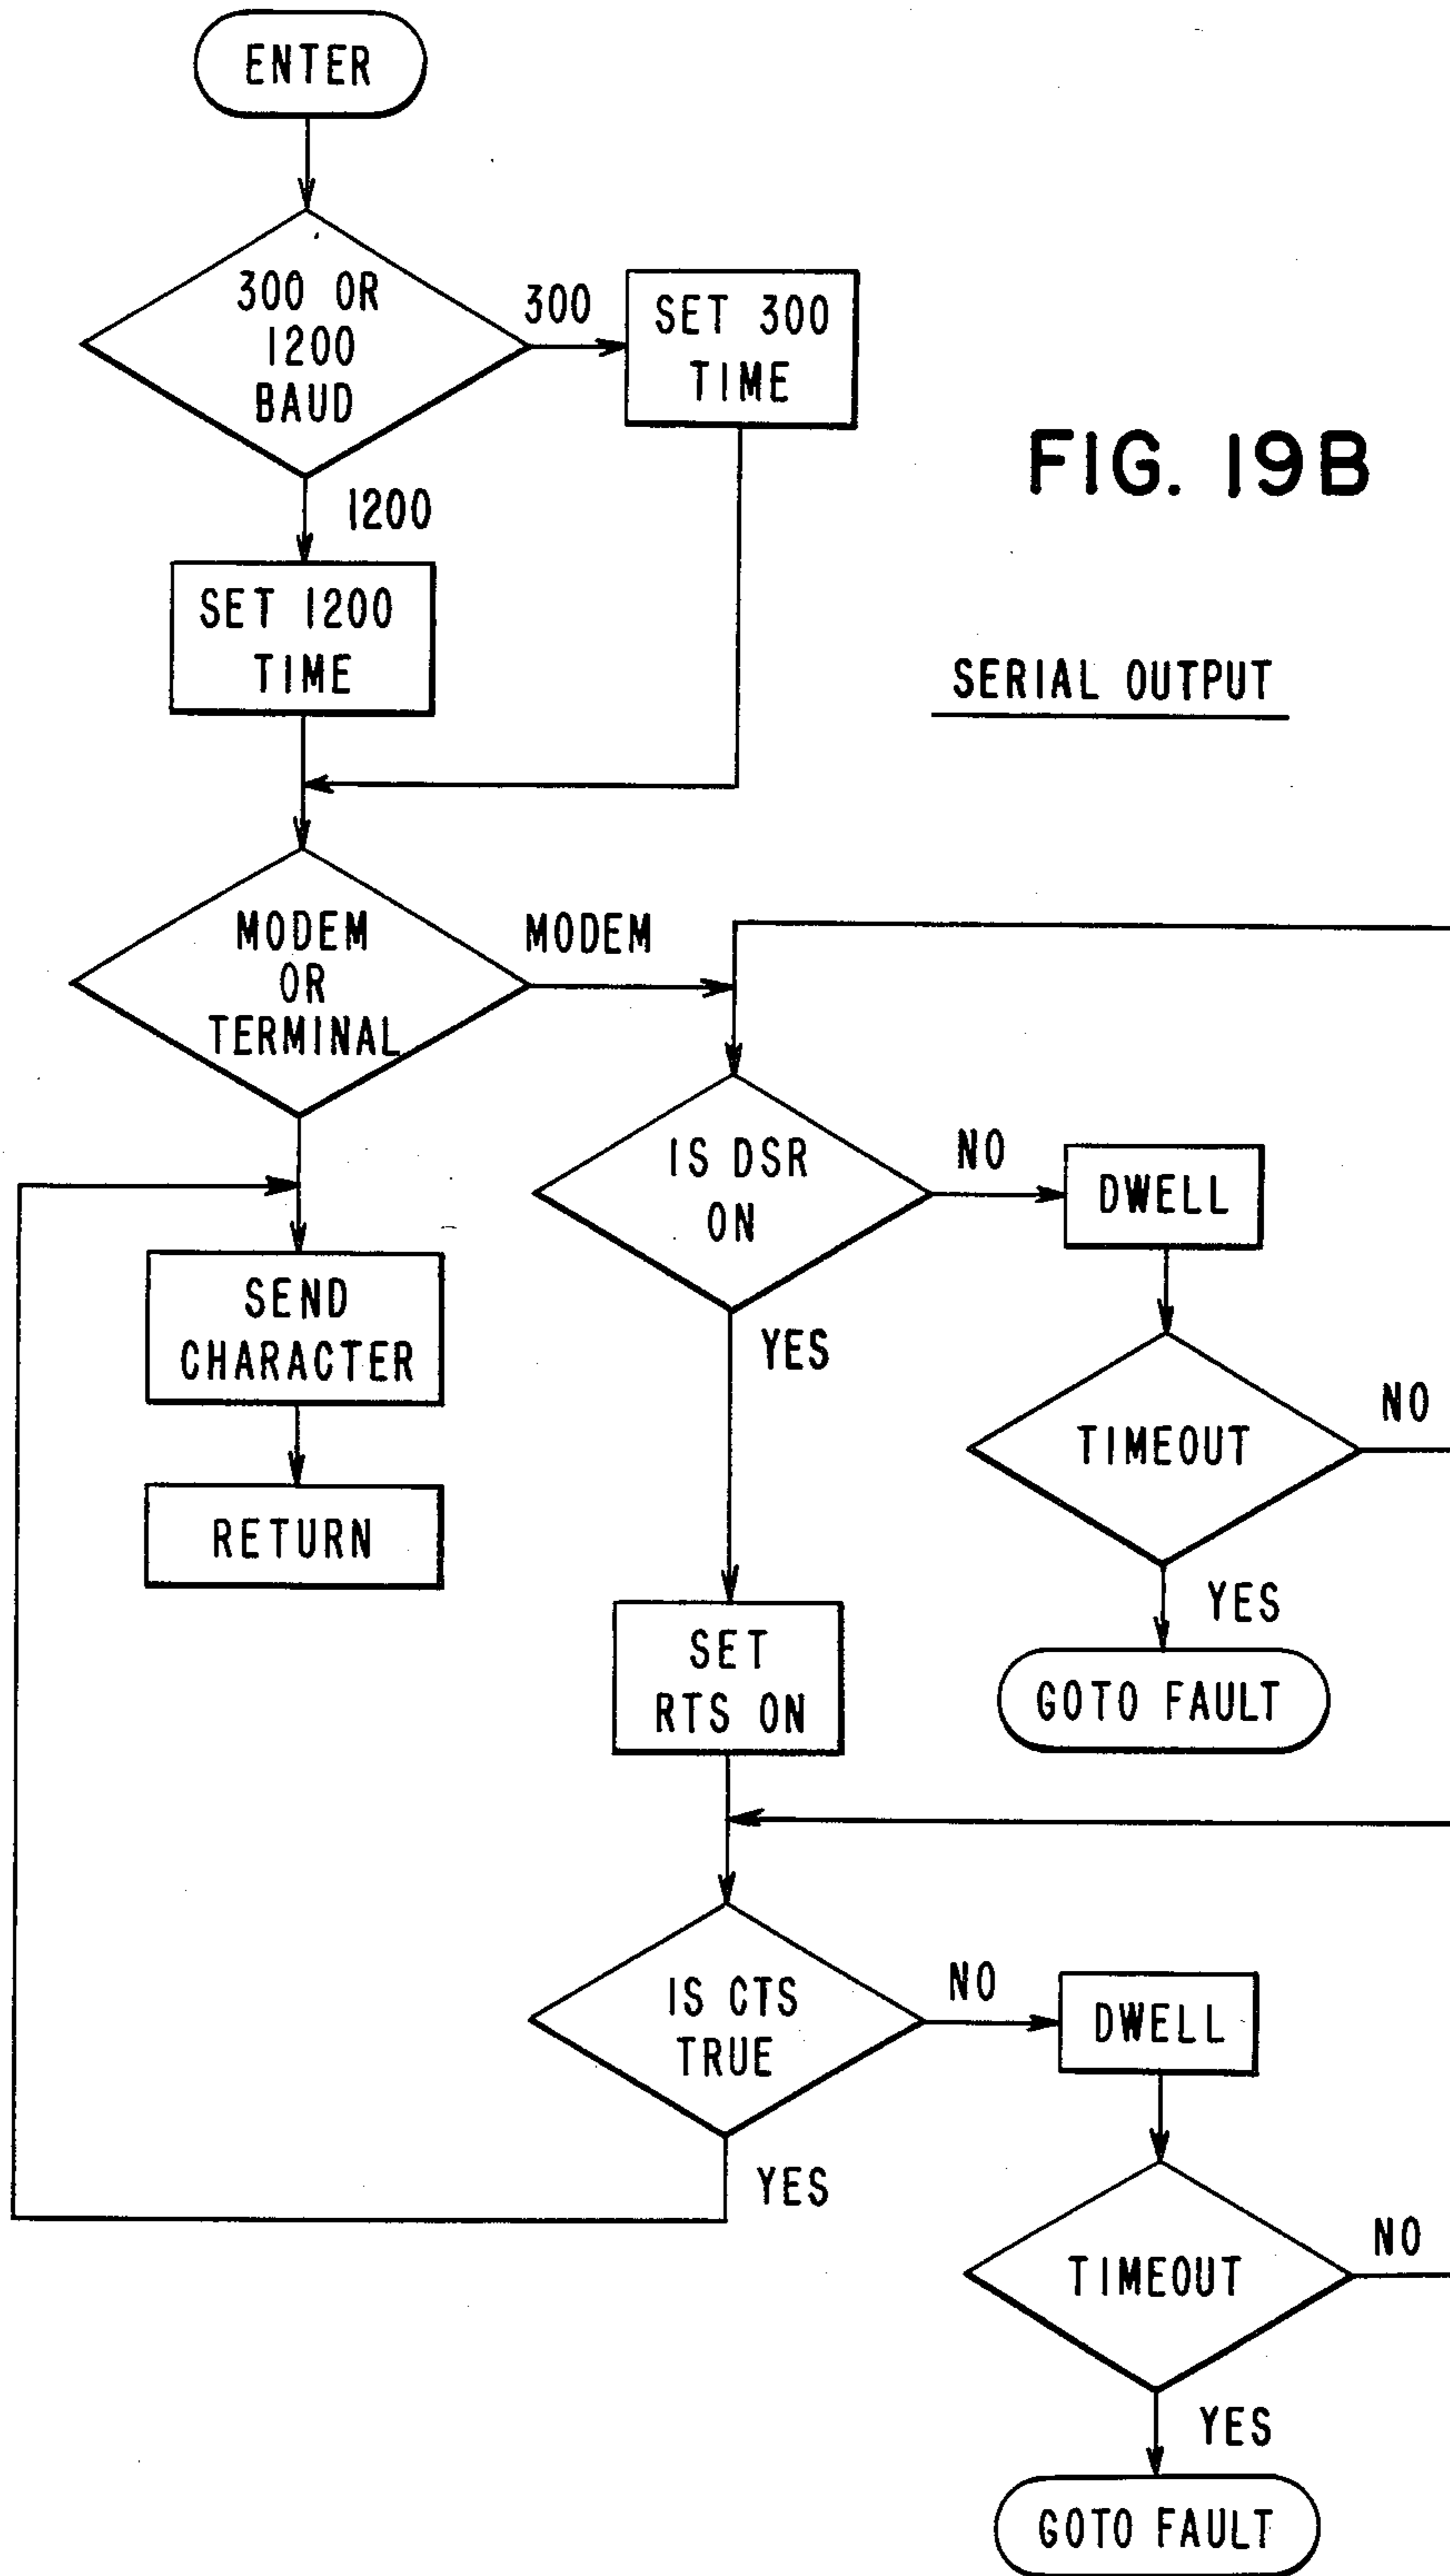 ENTER
300 OR
1200
BAUD
300
SET 300
TIME
FIG. 19B
1200
SET 1200
TIME
SERIAL OUTPUT
MODEM
OR
TERMINAL
MODEM
IS DSR
ON
NO
DWELL
SEND
CHARACTER
YES
TIMEOUT
NO
RETURN
YES
SET
RTS ON
GOTO FAULT
IS CTS
TRUE
NO
DWELL
YES
TIMEOUT
NO
YES
GOTO FAULT